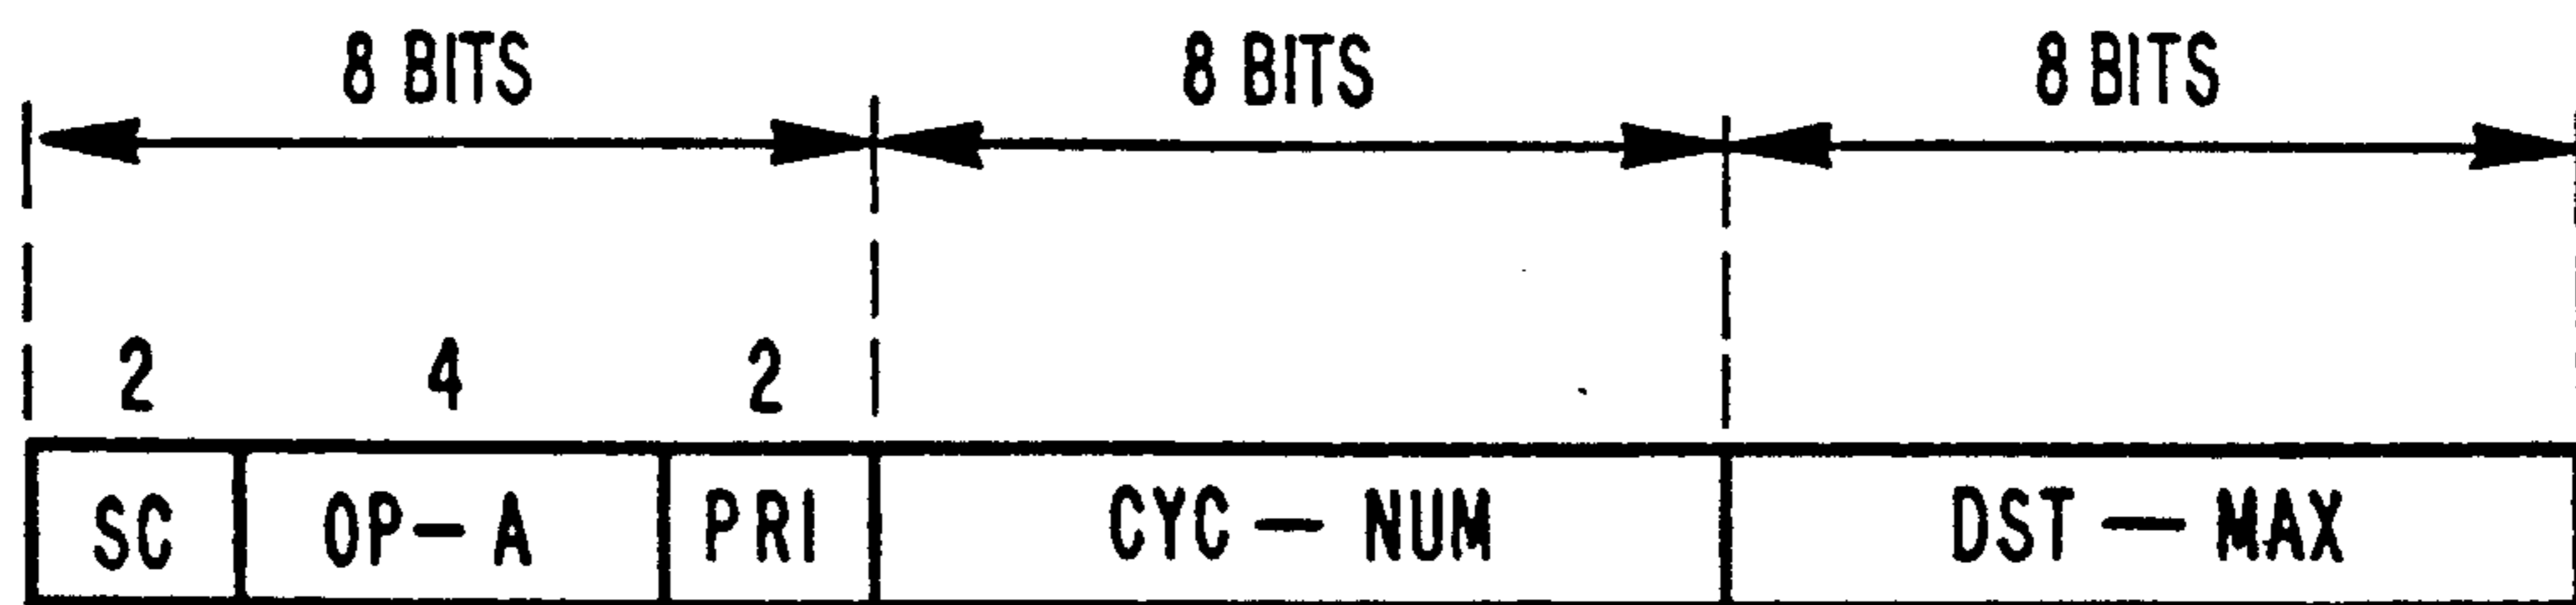 8 BITS 8 BITS 8 BITS
2 4 2
SC OP-A PRI CYC — NUM DST — MAX